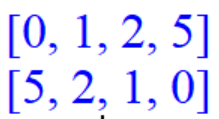 [0, 1, 2, 5]
[5, 2, 1, 0]